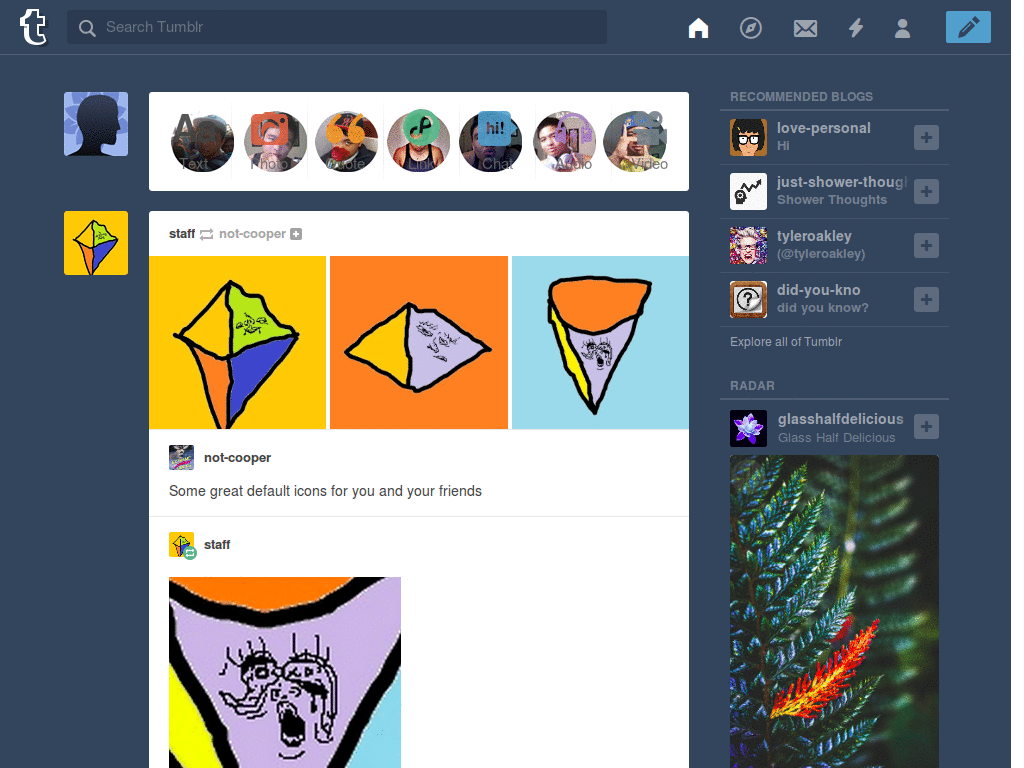 Search Tumblr
Text
Photo
Quote
Link
hi!
Chat
Audio
Video
staff not-cooper
not-cooper
Some great default icons for you and your friends
staff
RECOMMENDED BLOGS
love-personal
Hi
just-shower-thoug
Shower Thoughts
tyleroakley
(@tyleroakley)
did-you-kno
did you know?
Explore all of Tumblr
RADAR
glasshalfdelicious
Glass Half Delicious